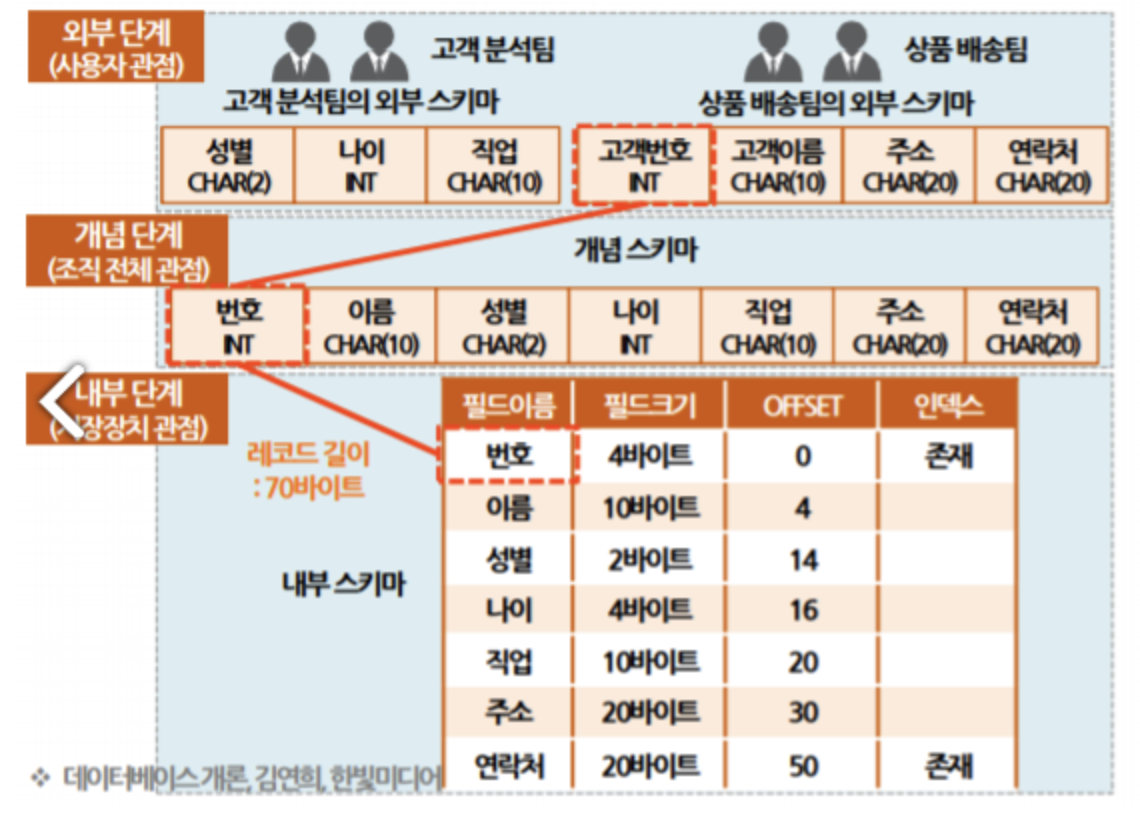 외부 단계
(사용자 관점)
고객 분석팀
상품 배송팀
고객 분석팀의 외부 스키마
상품 배송팀의 외부 스키마
성별 나이 직업 고객번호 고객이름 주소 연락처
CHAR(2) INT CHAR(10) INT CHAR(10) CHAR(20) CHAR(20)
개념 단계
(조직 전체 관점)
개념 스키마
번호 이름 성별 나이 직업 주소 연락처
INT CHAR(10) CHAR(2) INT CHAR(10) CHAR(20) CHAR(20)
내부 단계
장장치 관점)
레코드 길이
: 70바이트
내부 스키마
필드이름 필드크기 OFFSET 인덱스
번호 4바이트 0 존재
이름 10바이트 4
성별 2바이트 14
나이 4바이트 16
직업 10바이트 20
주소 20바이트 30
연락처 20바이트 50 존재
❖ 데이터베이스 개론, 김연희, 한빛미디어